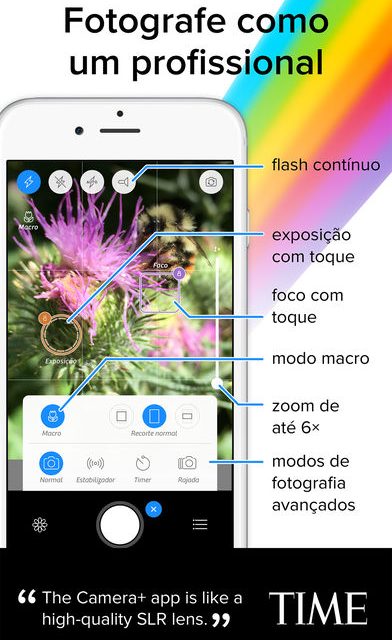 Fotografe como
um profissional
flash contínuo
Macro
exposição
com toque
Foco
foco com
toque
Exposição
modo macro
zoom de
até 6×
Macro
Recorte normal
modos de
fotografia
avançados
Normal
Estabilizador
Timer
Rajada
“ The Camera+ app is like a
high-quality SLR lens. ”
TIME